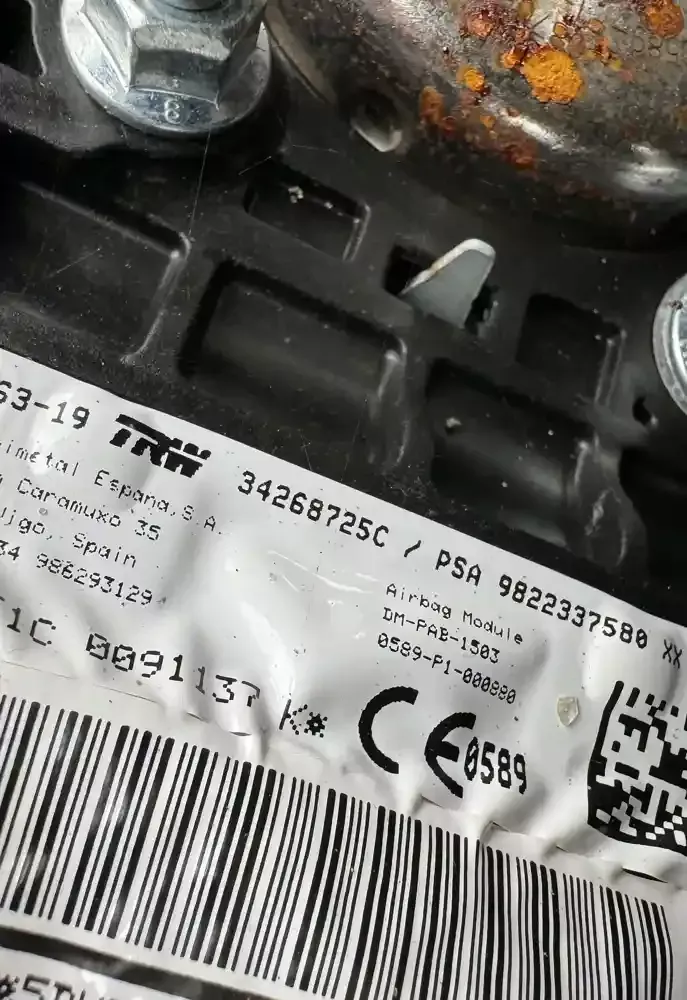 8
63-19 TRW 34268725C / PSA 9822337580 XX
imetal Espana, S.A.
Caramuxo 35
Spain
34 986293129
Airbag Module
DM-PAB-1503
0589-P1-000880
1C 0091137 K*
CE 0589